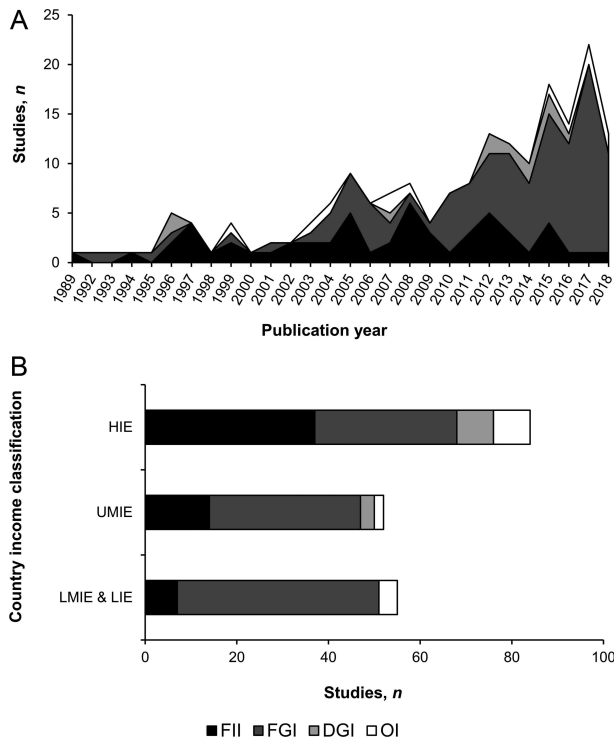 A
25
20
15
10
5
0
Studies, n
1989 1992 1993 1994 1995 1996 1997 1998 1999 2000 2001 2002 2003 2004 2005 2006 2007 2008 2009 2010 2011 2012 2013 2014 2015 2016 2017 2018
Publication year
B
Country income classification
HIE
UMIE
LMIE & LIE
0 20 40 60 80 100
Studies, n
FII FGI DGI OI